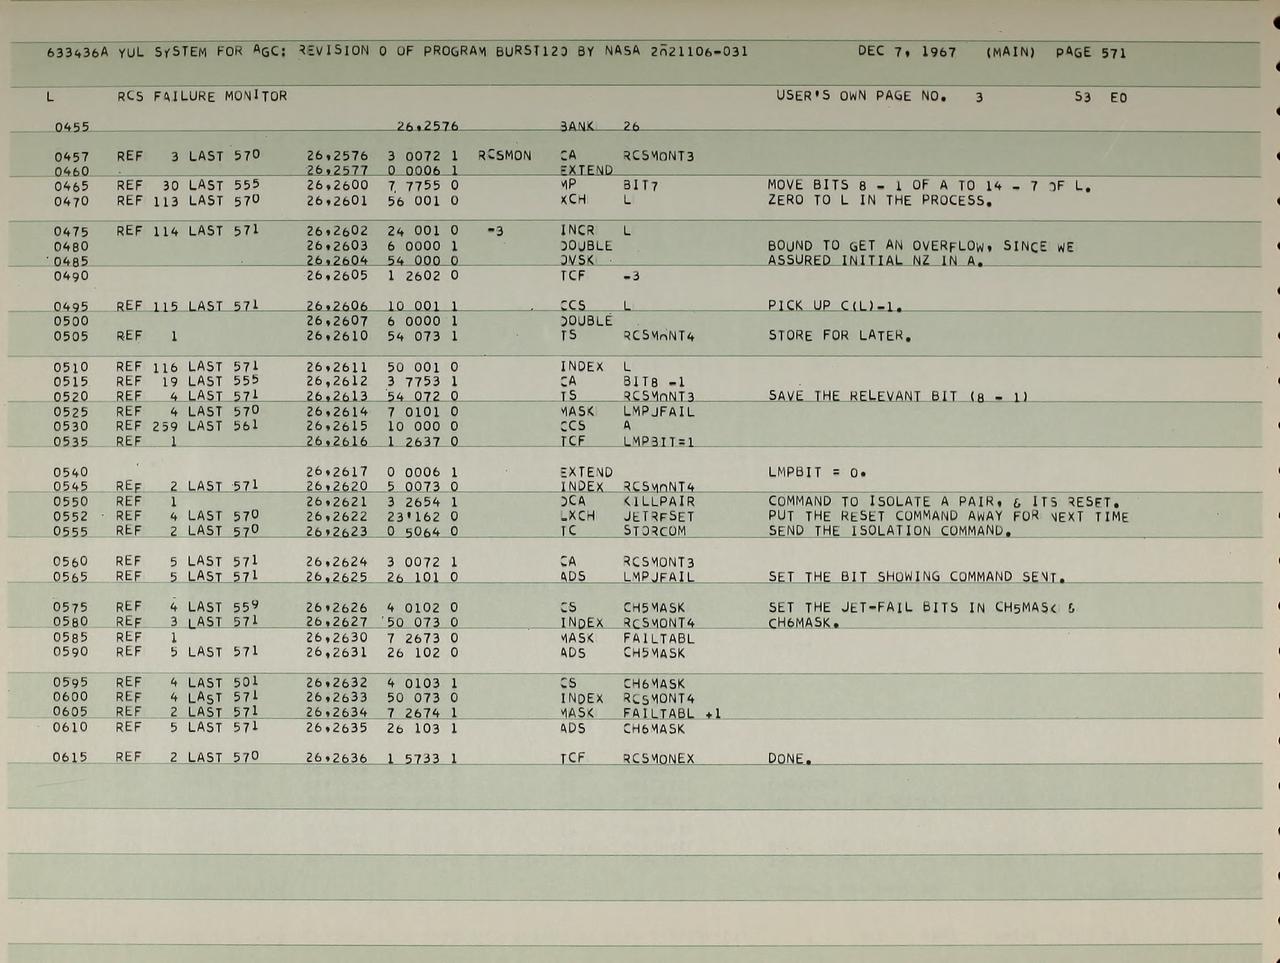 633436A YUL SYSTEM FOR AGC: REVISION 0 OF PROGRAM BURST120 BY NASA 2021106-031 DEC 7, 1967 (MAIN) PAGE 571
L RCS FAILURE MONITOR USER'S OWN PAGE NO. 3 S3 E0
0455 26,2576 BANK 26
0457 REF 3 LAST 570 26,2576 3 0072 1 RCSMON CA RCSMONT3
0460 26,2577 0 0006 1 EXTEND
0465 REF 30 LAST 555 26,2600 7 7755 0 MP BIT7 MOVE BITS 8 - 1 OF A TO 14 - 7 OF L,
0470 REF 113 LAST 570 26,2601 56 001 0 XCH L ZERO TO L IN THE PROCESS.
0475 REF 114 LAST 571 26,2602 24 001 0 -3 INCR L
0480 26,2603 6 0000 1 DOUBLE BOUND TO GET AN OVERFLOW, SINCE WE
0485 26,2604 54 000 0 OVSK ASSURED INITIAL NZ IN A.
0490 26,2605 1 2602 0 TCF -3
0495 REF 115 LAST 571 26,2606 10 001 1 CCS L PICK UP C(L)-1.
0500 26,2607 6 0000 1 DOUBLE
0505 REF 1 26,2610 54 073 1 TS RCSMONT4 STORE FOR LATER.
0510 REF 116 LAST 571 26,2611 50 001 0 INDEX L
0515 REF 19 LAST 555 26,2612 3 7753 1 CA BIT8 -1
0520 REF 4 LAST 571 26,2613 54 072 0 TS RCSMONT3 SAVE THE RELEVANT BIT (8 - 1)
0525 REF 4 LAST 570 26,2614 7 0101 0 MASK LMPJFAIL
0530 REF 259 LAST 561 26,2615 10 000 0 CCS A
0535 REF 1 26,2616 1 2637 0 TCF LMPBIT=1
0540 26,2617 0 0006 1 EXTEND LMPBIT = 0.
0545 REF 2 LAST 571 26,2620 5 0073 0 INDEX RCSMONT4
0550 REF 1 26,2621 3 2654 1 DCA KILLPAIR COMMAND TO ISOLATE A PAIR, & ITS RESET.
0552 REF 4 LAST 570 26,2622 23'162 0 LXCH JETRESET PUT THE RESET COMMAND AWAY FOR NEXT TIME
0555 REF 2 LAST 570 26,2623 0 5064 0 TC STORCOM SEND THE ISOLATION COMMAND.
0560 REF 5 LAST 571 26,2624 3 0072 1 CA RCSMONT3
0565 REF 5 LAST 571 26,2625 26 101 0 ADS LMPJFAIL SET THE BIT SHOWING COMMAND SENT.
0575 REF 4 LAST 559 26,2626 4 0102 0 CS CH5MASK SET THE JET-FAIL BITS IN CH5MASK &
0580 REF 3 LAST 571 26,2627 50 073 0 INDEX RCSMONT4 CH6MASK.
0585 REF 1 26,2630 7 2673 0 MASK FAILTABL
0590 REF 5 LAST 571 26,2631 26 102 0 ADS CH5MASK
0595 REF 4 LAST 501 26,2632 4 0103 1 CS CH6MASK
0600 REF 4 LAST 571 26,2633 50 073 0 INDEX RCSMONT4
0605 REF 2 LAST 571 26,2634 7 2674 1 MASK FAILTABL +1
0610 REF 5 LAST 571 26,2635 26 103 1 ADS CH6MASK
0615 REF 2 LAST 570 26,2636 1 5733 1 TCF RCSMONEX DONE.